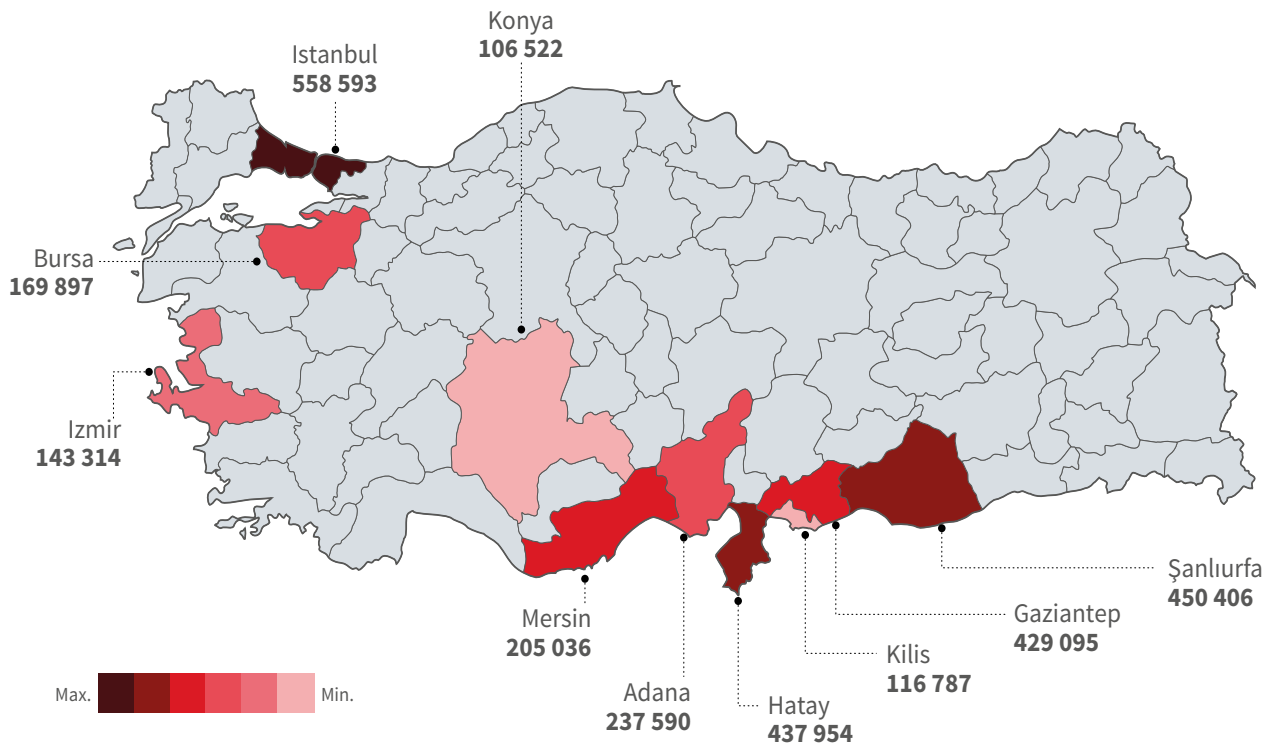 Konya
106 522
Istanbul
558 593
Bursa
169 897
Izmir
143 314
Şanlıurfa
450 406
Gaziantep
429 095
Mersin
205 036
Kilis
116 787
Adana
237 590
Hatay
437 954
Max.
Min.